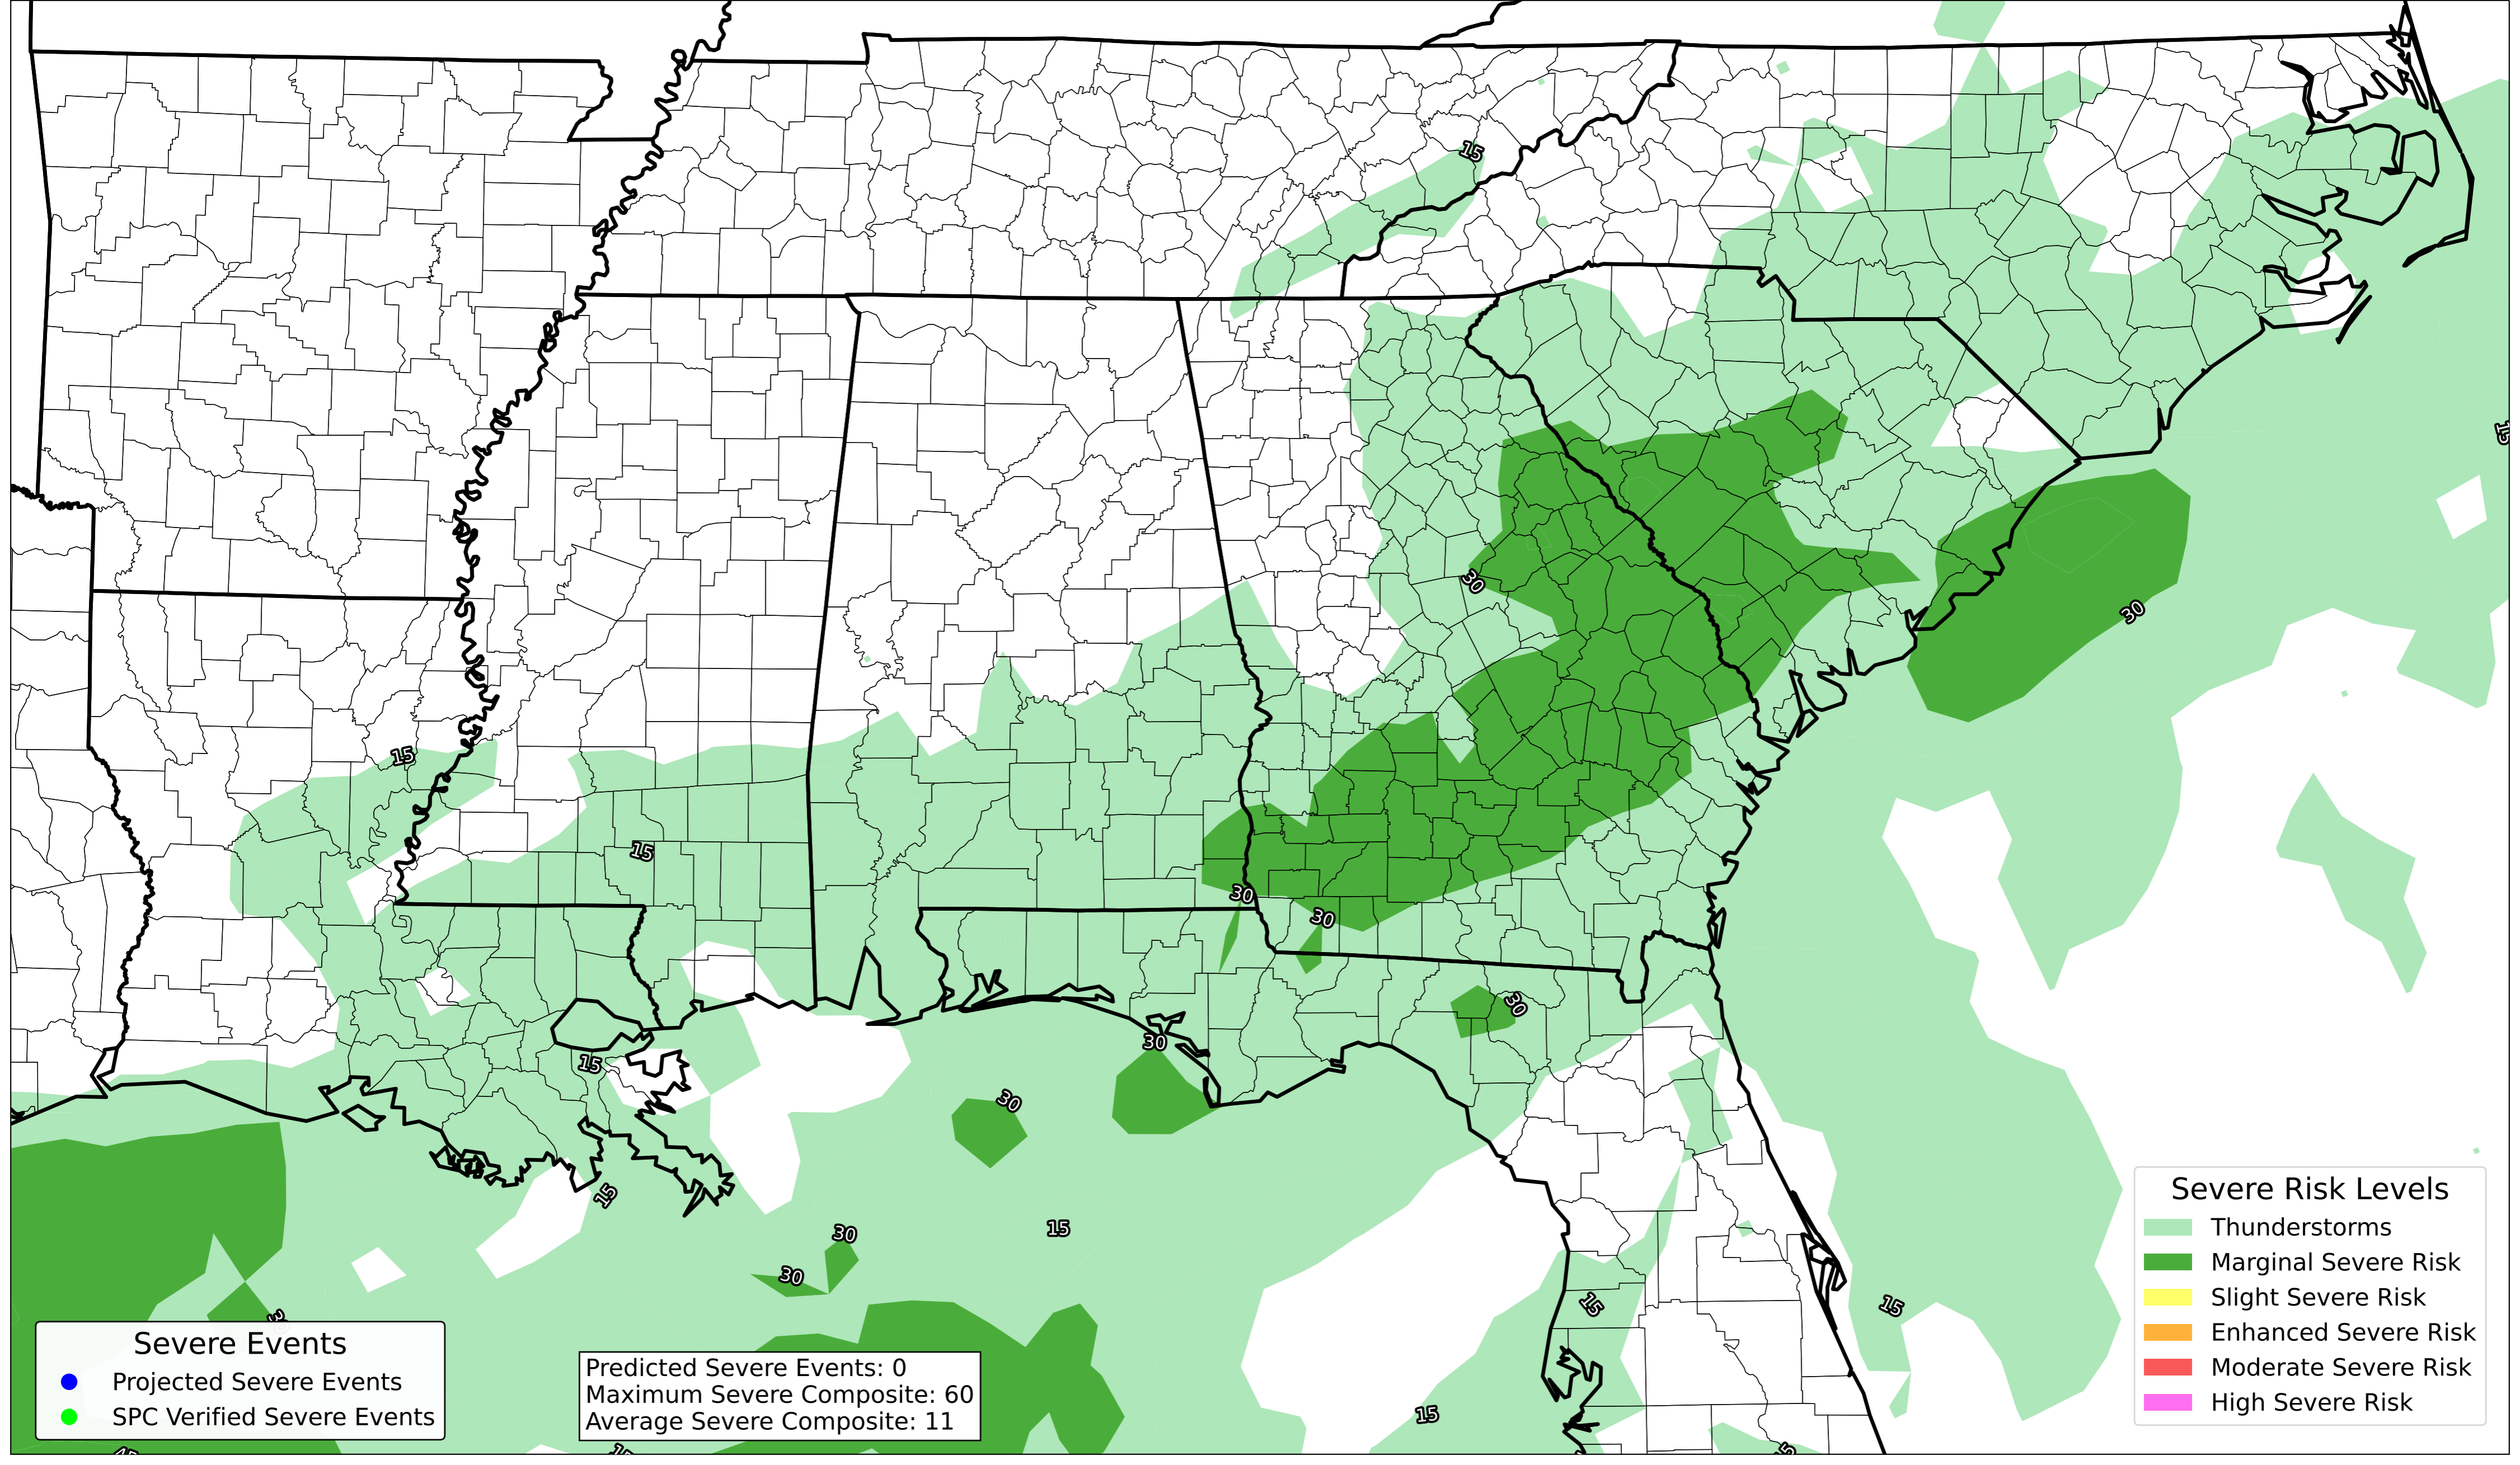 15
15
30
30
15
15
30
30
30
30
15
30
15
30
15
30
15
15
15
Severe Risk Levels
Thunderstorms
Marginal Severe Risk
Slight Severe Risk
Enhanced Severe Risk
Moderate Severe Risk
High Severe Risk
Severe Events
Projected Severe Events
SPC Verified Severe Events
Predicted Severe Events: 0
Maximum Severe Composite: 60
Average Severe Composite: 11
15